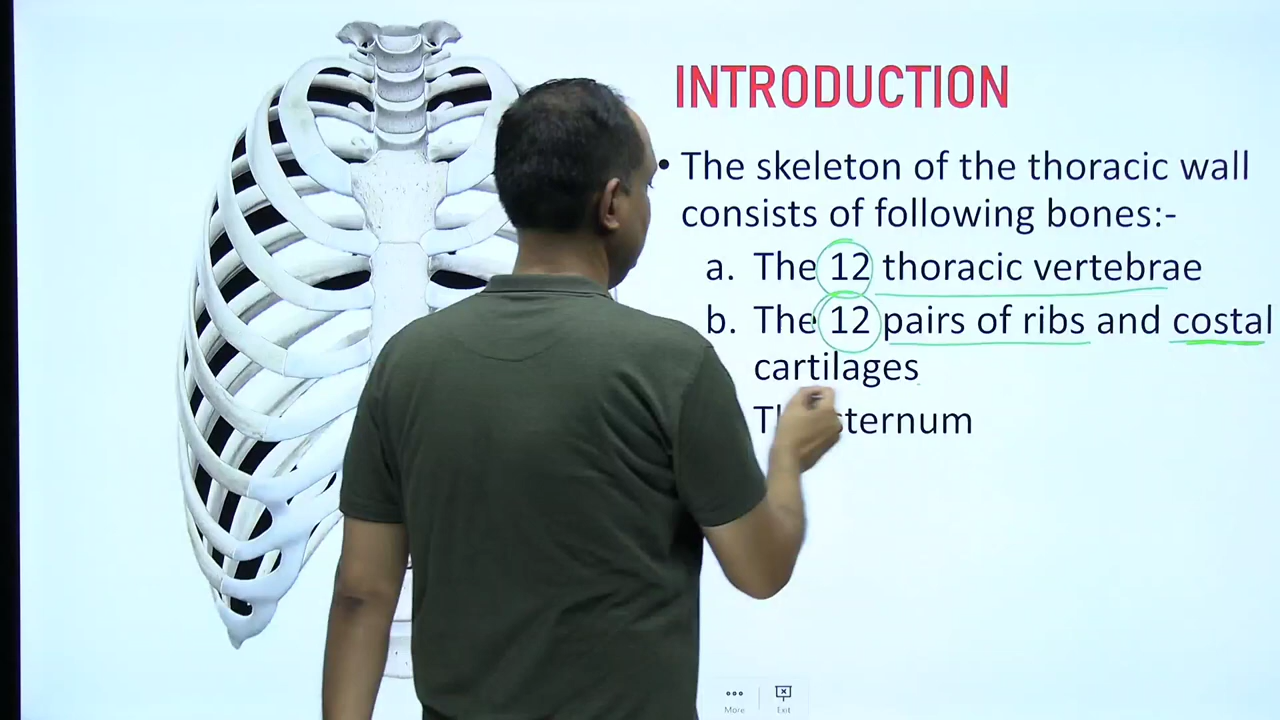 INTRODUCTION
• The skeleton of the thoracic wall
consists of following bones:-
a. The 12 thoracic vertebrae
b. The 12 pairs of ribs and costal
cartilages
sternum
More
Exit